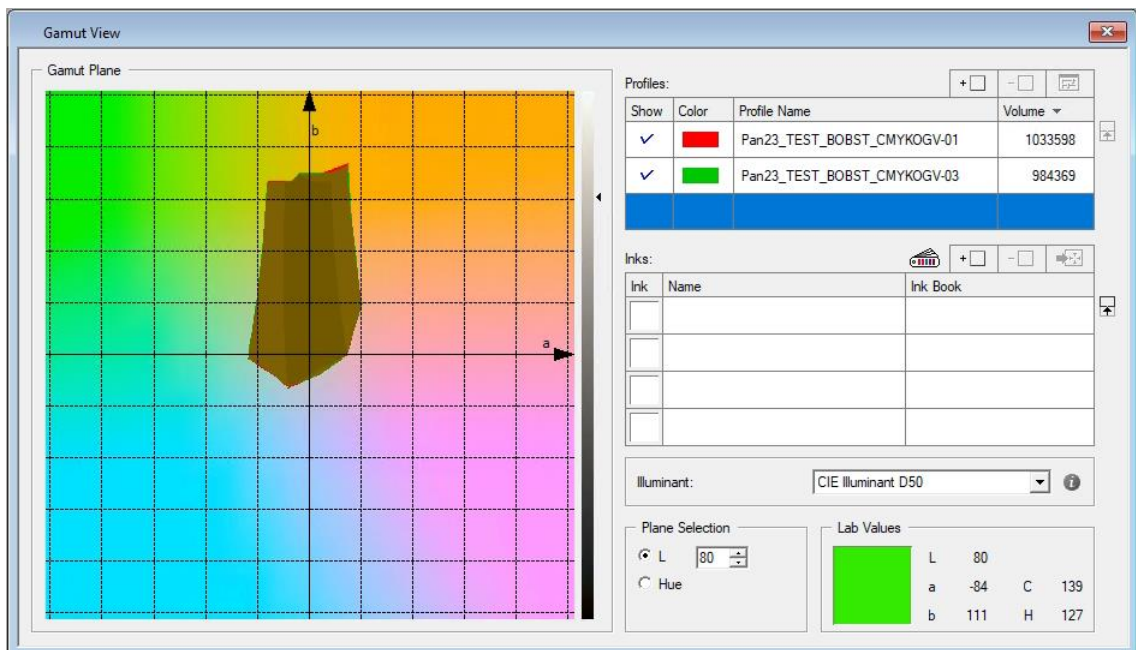 Gamut View
Gamut Plane
b
a
Profiles:
Show Color Profile Name Volume
Pan23_TEST_BOBST_CMYKOGV-01 1033598
Pan23_TEST_BOBST_CMYKOGV-03 984369
Inks:
Ink Name Ink Book
Illuminant: CIE Illuminant D50
Plane Selection
L 80
Hue
Lab Values
L 80
a -84 C 139
b 111 H 127